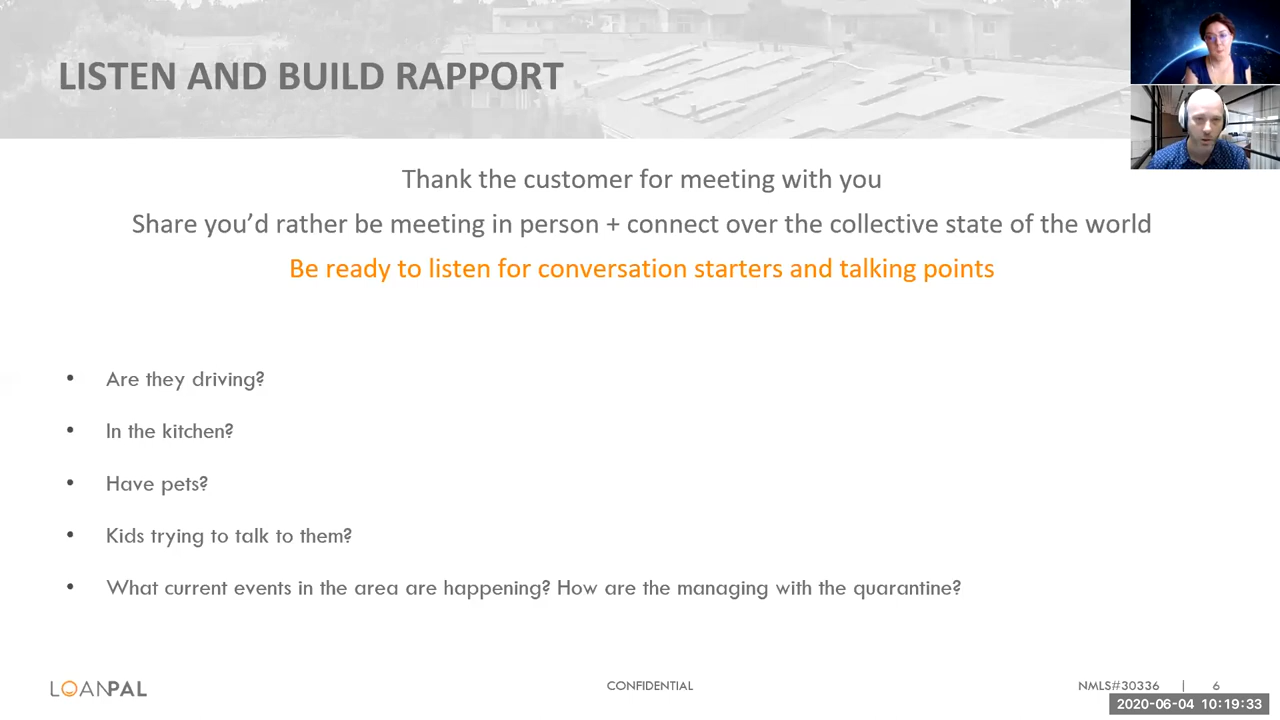 LISTEN AND BUILD RAPPORT
Thank the customer for meeting with you
Share you’d rather be meeting in person + connect over the collective state of the world
Be ready to listen for conversation starters and talking points
• Are they driving?
• In the kitchen?
• Have pets?
• Kids trying to talk to them?
• What current events in the area are happening? How are the managing with the quarantine?
LOANPAL
CONFIDENTIAL
NMLS#30336 | 6
2020-06-04 10:19:33